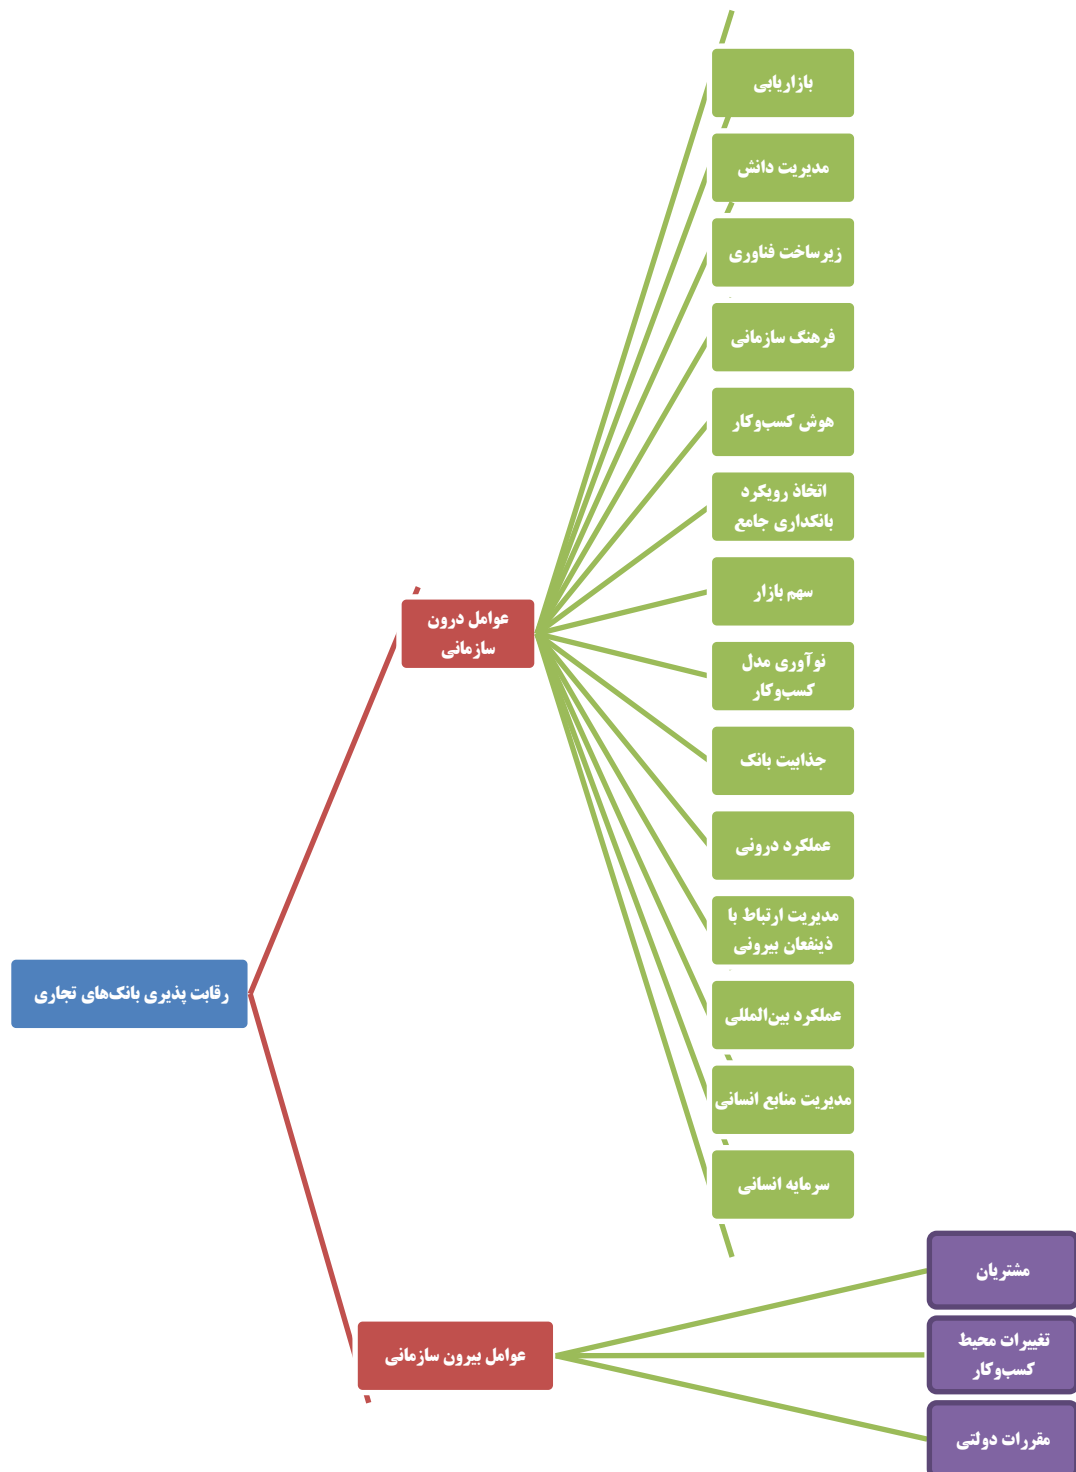 بازاریابی
مدیریت دانش
زیرساخت فناوری
فرهنگ سازمانی
هوش کسب‌وکار
اتخاذ رویکرد
بانکداری جامع
سهم بازار
نوآوری مدل
کسب‌وکار
جذابیت بانک
عملکرد درونی
مدیریت ارتباط با
ذینفعان بیرونی
عملکرد بین‌المللی
مدیریت منابع انسانی
سرمایه انسانی
عوامل درون
سازمانی
رقابت پذیری بانک‌های تجاری
عوامل بیرون سازمانی
مشتریان
تغییرات محیط
کسب‌وکار
مقررات دولتی